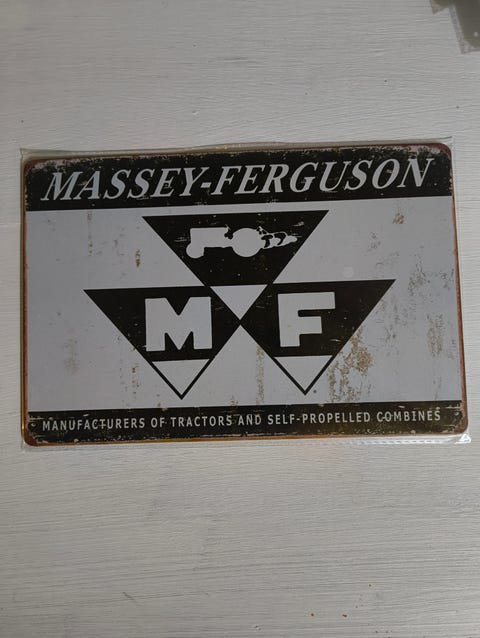 MASSEY-FERGUSON
M F
MANUFACTURERS OF TRACTORS AND SELF-PROPELLED COMBINES